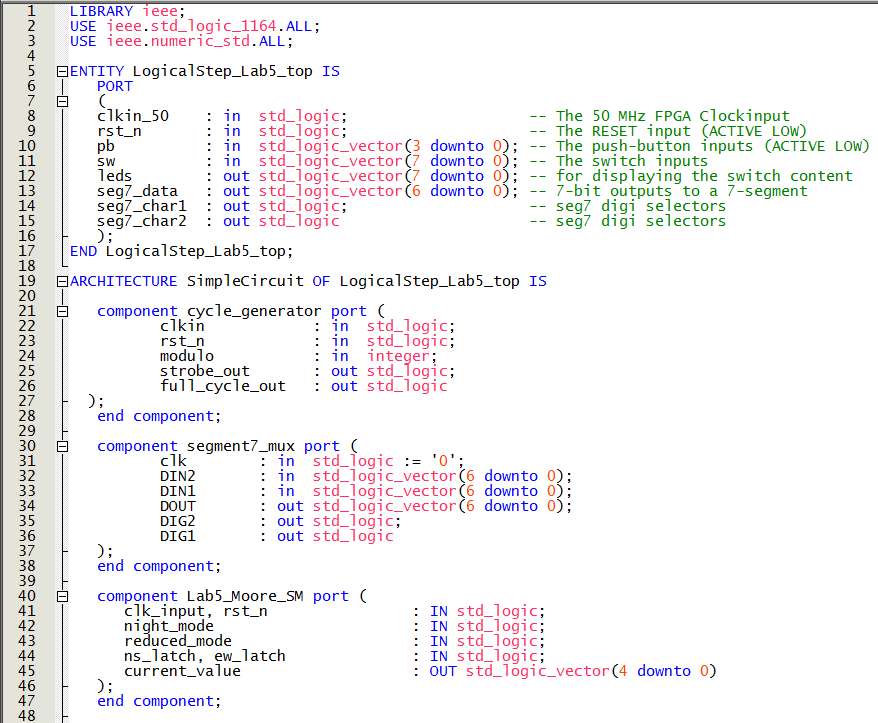 1 LIBRARY ieee;
2 USE ieee.std_logic_1164.ALL;
3 USE ieee.numeric_std.ALL;
4
5 ENTITY LogicalStep_Lab5_top IS
6 PORT
7 (
8 clkin_50 : in std_logic; -- The 50 MHz FPGA Clockinput
9 rst_n : in std_logic; -- The RESET input (ACTIVE LOW)
10 pb : in std_logic_vector(3 downto 0); -- The push-button inputs (ACTIVE LOW)
11 sw : in std_logic_vector(7 downto 0); -- The switch inputs
12 leds : out std_logic_vector(7 downto 0); -- for displaying the switch content
13 seg7_data : out std_logic_vector(6 downto 0); -- 7-bit outputs to a 7-segment
14 seg7_char1 : out std_logic; -- seg7 digi selectors
15 seg7_char2 : out std_logic -- seg7 digi selectors
16 );
17 END LogicalStep_Lab5_top;
18
19 ARCHITECTURE SimpleCircuit OF LogicalStep_Lab5_top IS
20
21 component cycle_generator port (
22 clkin : in std_logic;
23 rst_n : in std_logic;
24 modulo : in integer;
25 strobe_out : out std_logic;
26 full_cycle_out : out std_logic
27 );
28 end component;
29
30 component segment7_mux port (
31 clk : in std_logic := '0';
32 DIN2 : in std_logic_vector(6 downto 0);
33 DIN1 : in std_logic_vector(6 downto 0);
34 DOUT : out std_logic_vector(6 downto 0);
35 DIG2 : out std_logic;
36 DIG1 : out std_logic
37 );
38 end component;
39
40 component Lab5_Moore_SM port (
41 clk_input, rst_n : IN std_logic;
42 night_mode : IN std_logic;
43 reduced_mode : IN std_logic;
44 ns_latch, ew_latch : IN std_logic;
45 current_value : OUT std_logic_vector(4 downto 0)
46 );
47 end component;
48